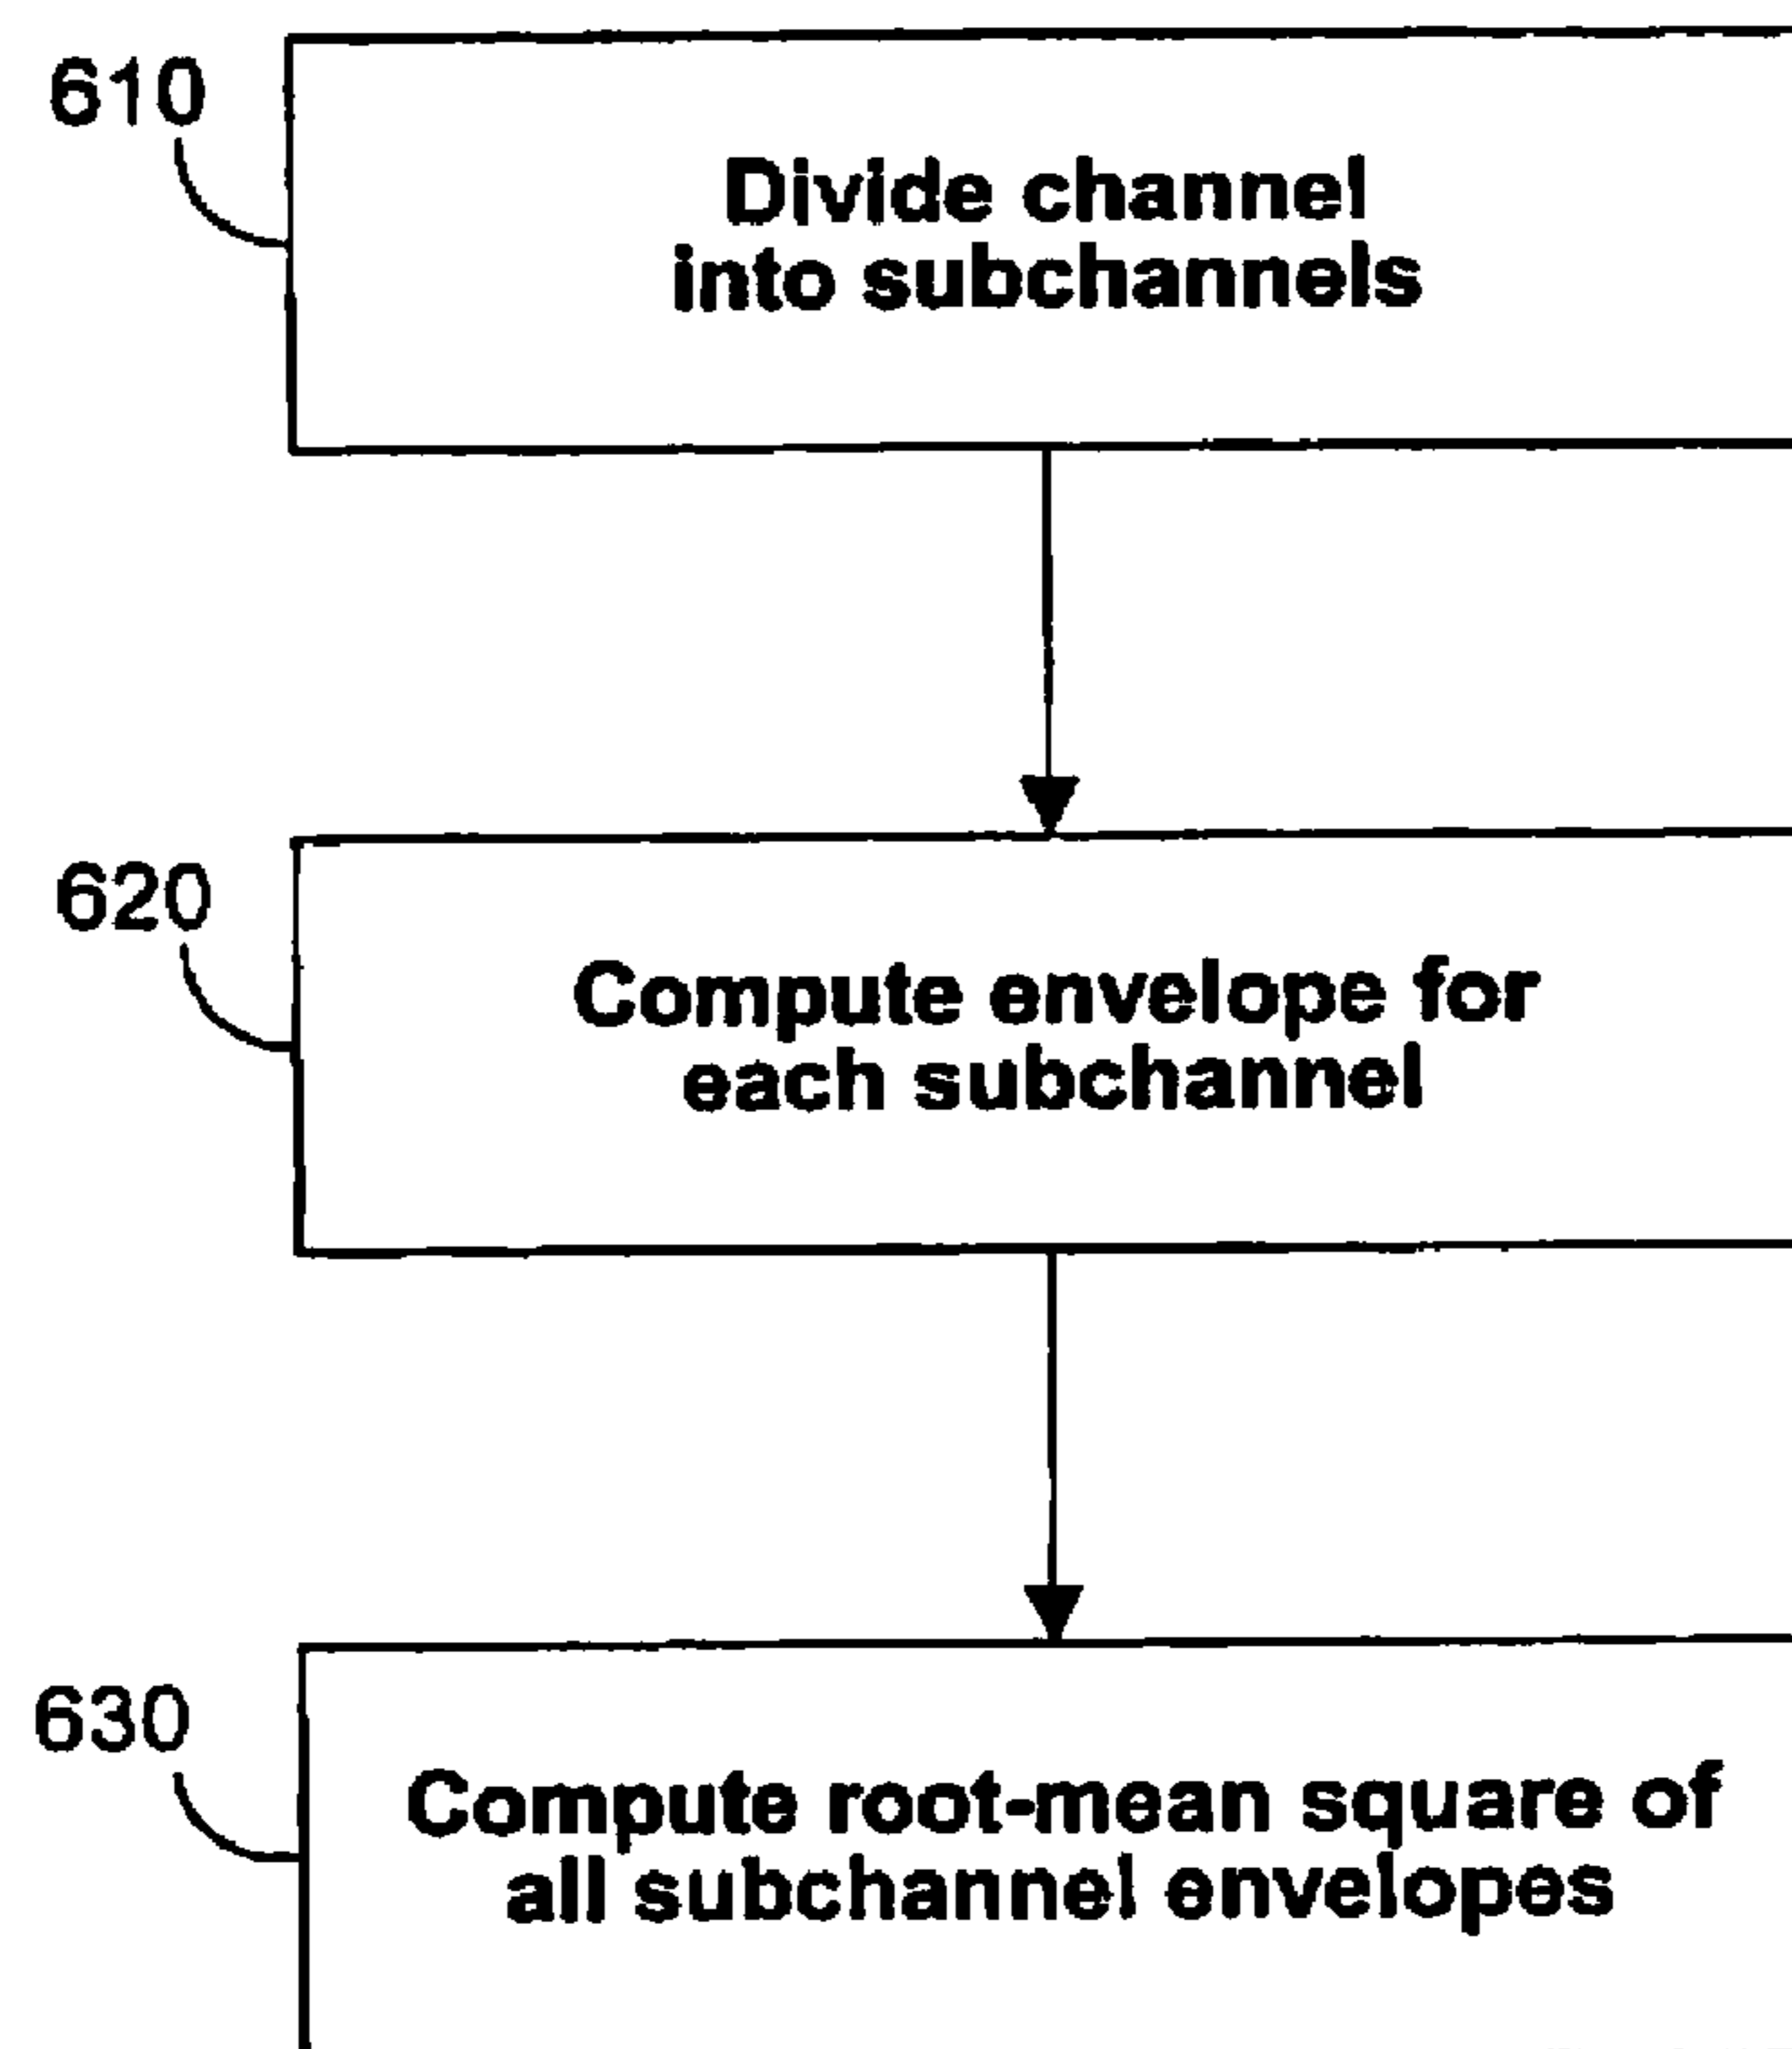 610
Divide channel
into subchannels
620
Compute envelope for
each subchannel
630
Compute root-mean square of
all subchannel envelopes